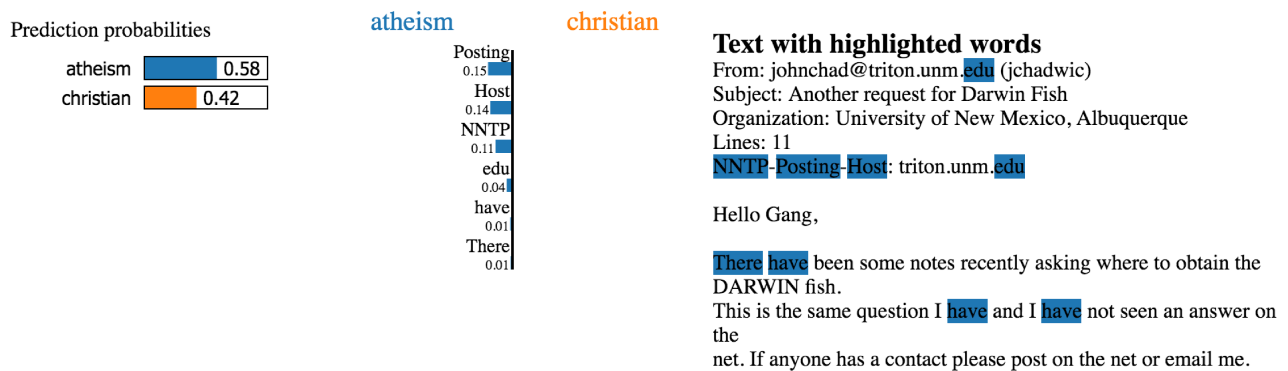 Prediction probabilities
atheism 0.58
christian 0.42
atheism christian
Posting
0.15
Host
0.14
NNTP
0.11
edu
0.04
have
0.01
There
0.01
Text with highlighted words
From: johnchad@triton.unm.edu (jchadwic)
Subject: Another request for Darwin Fish
Organization: University of New Mexico, Albuquerque
Lines: 11
NNTP-Posting-Host: triton.unm.edu
Hello Gang,
There have been some notes recently asking where to obtain the
DARWIN fish.
This is the same question I have and I have not seen an answer on
the
net. If anyone has a contact please post on the net or email me.